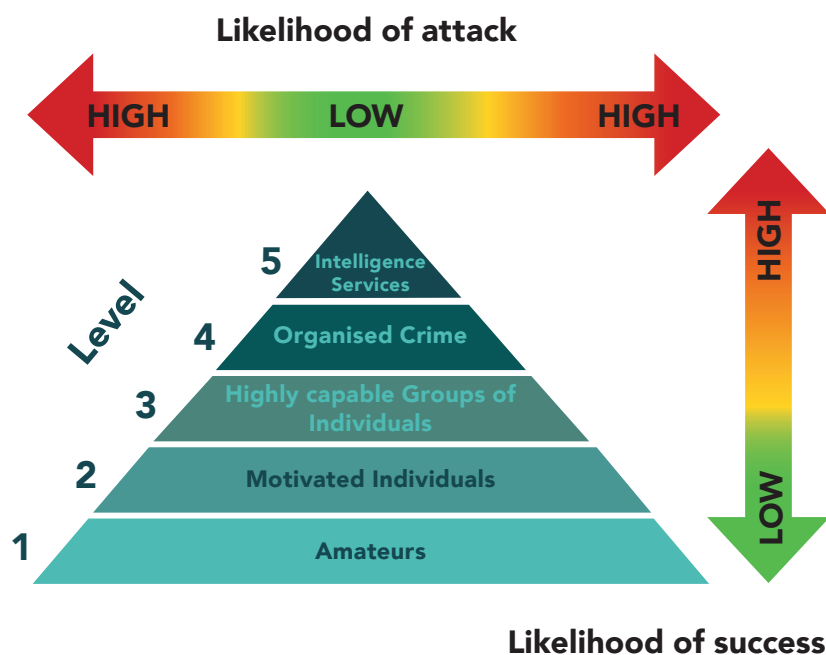 Likelihood of attack
HIGH LOW HIGH
HIGH
5 Intelligence
Services
Level
4 Organised Crime
3 Highly capable Groups of
Individuals
2 Motivated Individuals
LOW
1 Amateurs
Likelihood of success